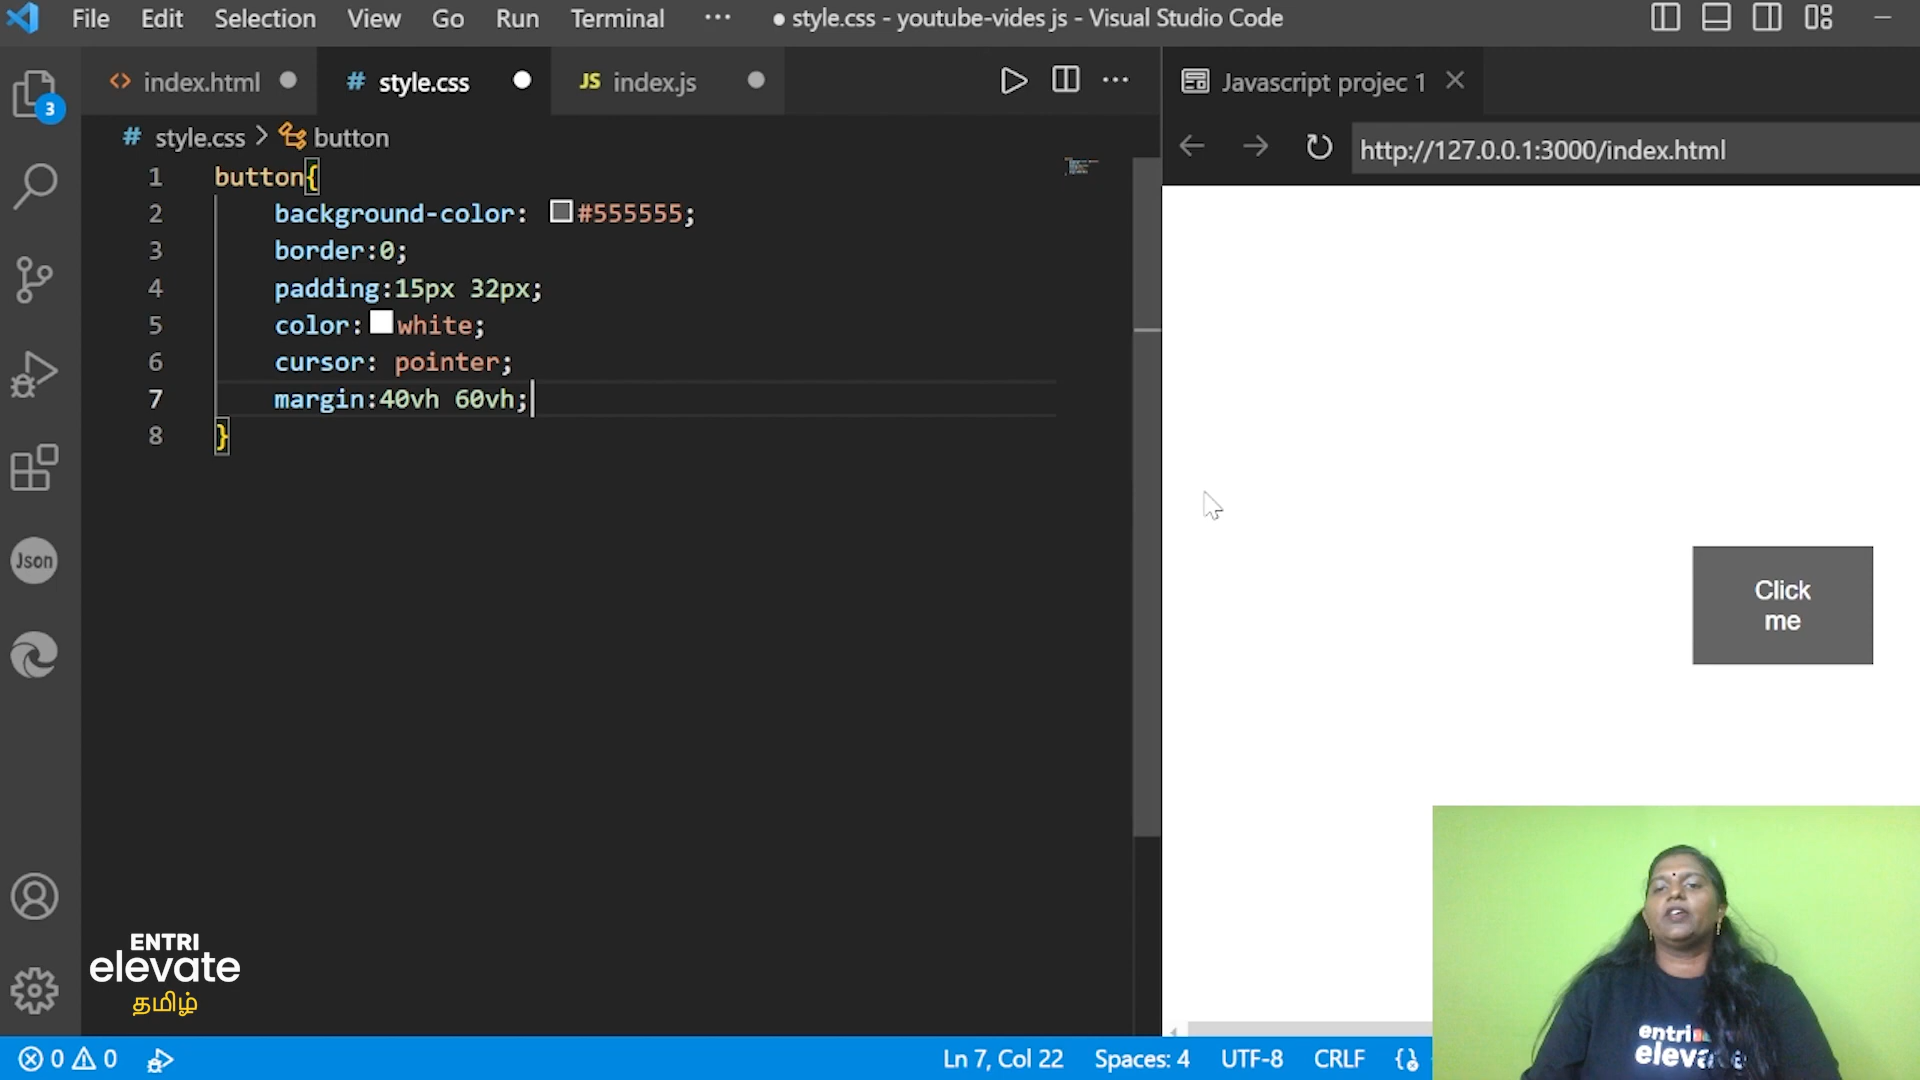 File Edit Selection View Go Run Terminal ··· ● style.css - youtube-vides js - Visual Studio Code
index.html
# style.css
JS index.js
Javascript projec 1
3
# style.css > button
http://127.0.0.1:3000/index.html
1 button{
2 background-color: #555555;
3 border:0;
4 padding:15px 32px;
5 color:white;
6 cursor: pointer;
7 margin:40vh 60vh;
8 }
Json
Click
me
ENTRI
elevate
தமிழ்
entri
0 0 Ln 7, Col 22 Spaces: 4 UTF-8 CRLF